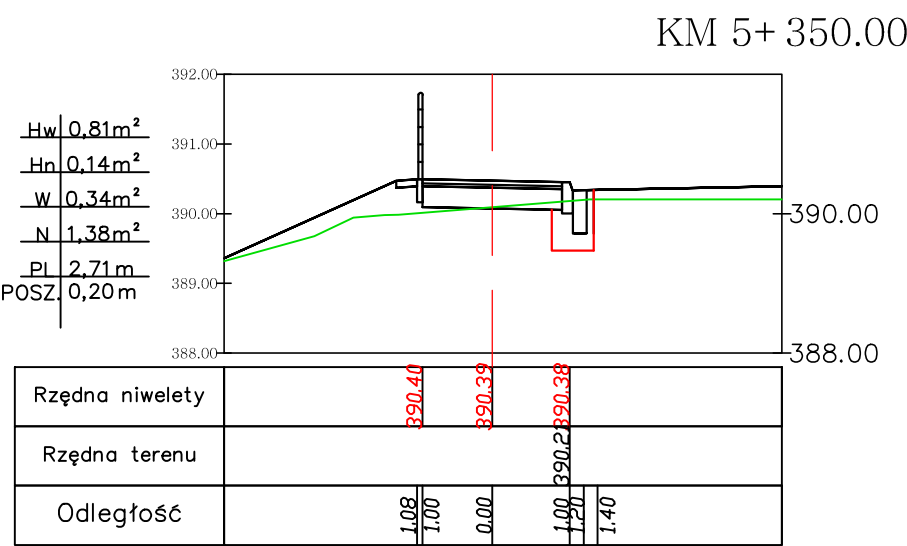 KM 5+ 350.00
392.00
391.00
390.00
389.00
388.00
390.00
388.00
Hw 0,81m²
Hn 0,14m²
W 0,34m²
N 1,38m²
PL 2,71m
POSZ. 0,20m
Rzędna niwelety 390.40 390.39 390.38
Rzędna terenu 390.21
Odległość 1.08 1.00 0.00 1.00 1.20 1.40